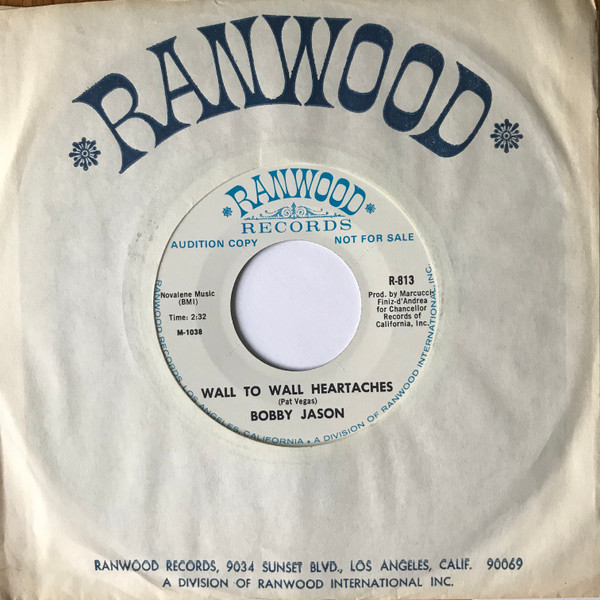 RANWOOD
RANWOOD
RECORDS
AUDITION COPY
NOT FOR SALE
Novalene Music
(BMI)
Time: 2:32
M-1038
R-813
Prod. by Marcucci
Finiz-d'Andrea
for Chancellor
Records of
California, Inc.
WALL TO WALL HEARTACHES
(Pat Vegas)
BOBBY JASON
RANWOOD RECORDS·LOS ANGELES, CALIFORNIA • A DIVISION OF RANWOOD INTERNATIONAL, INC.
RANWOOD RECORDS, 9034 SUNSET BLVD., LOS ANGELES, CALIF. 90069
A DIVISION OF RANWOOD INTERNATIONAL INC.